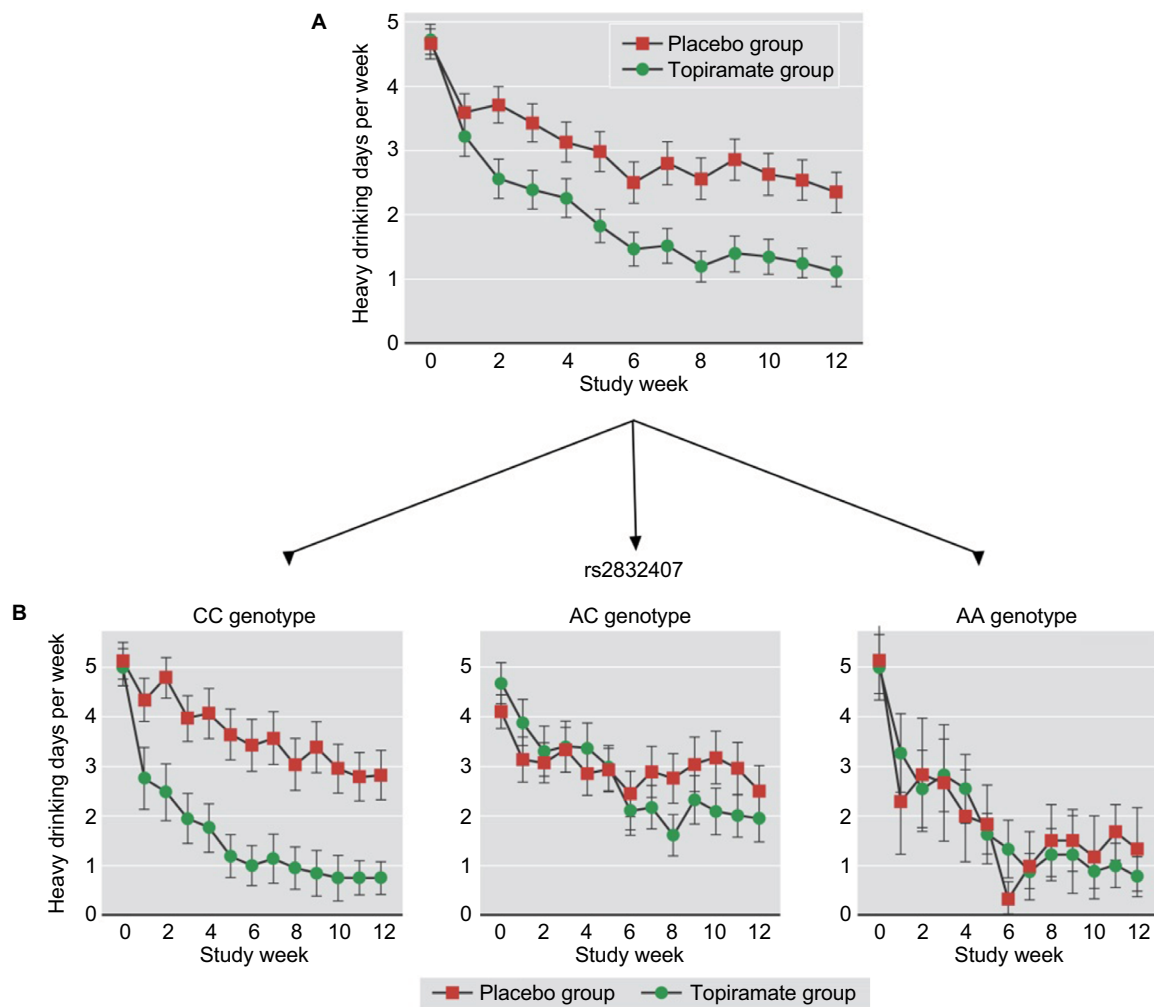 A
Heavy drinking days per week
5
4
3
2
1
0
Placebo group
Topiramate group
0 2 4 6 8 10 12
Study week
rs2832407
B
CC genotype
AC genotype
AA genotype
Heavy drinking days per week
5
4
3
2
1
0
0 2 4 6 8 10 12
Study week
5
4
3
2
1
0
0 2 4 6 8 10 12
Study week
5
4
3
2
1
0
0 2 4 6 8 10 12
Study week
Placebo group Topiramate group